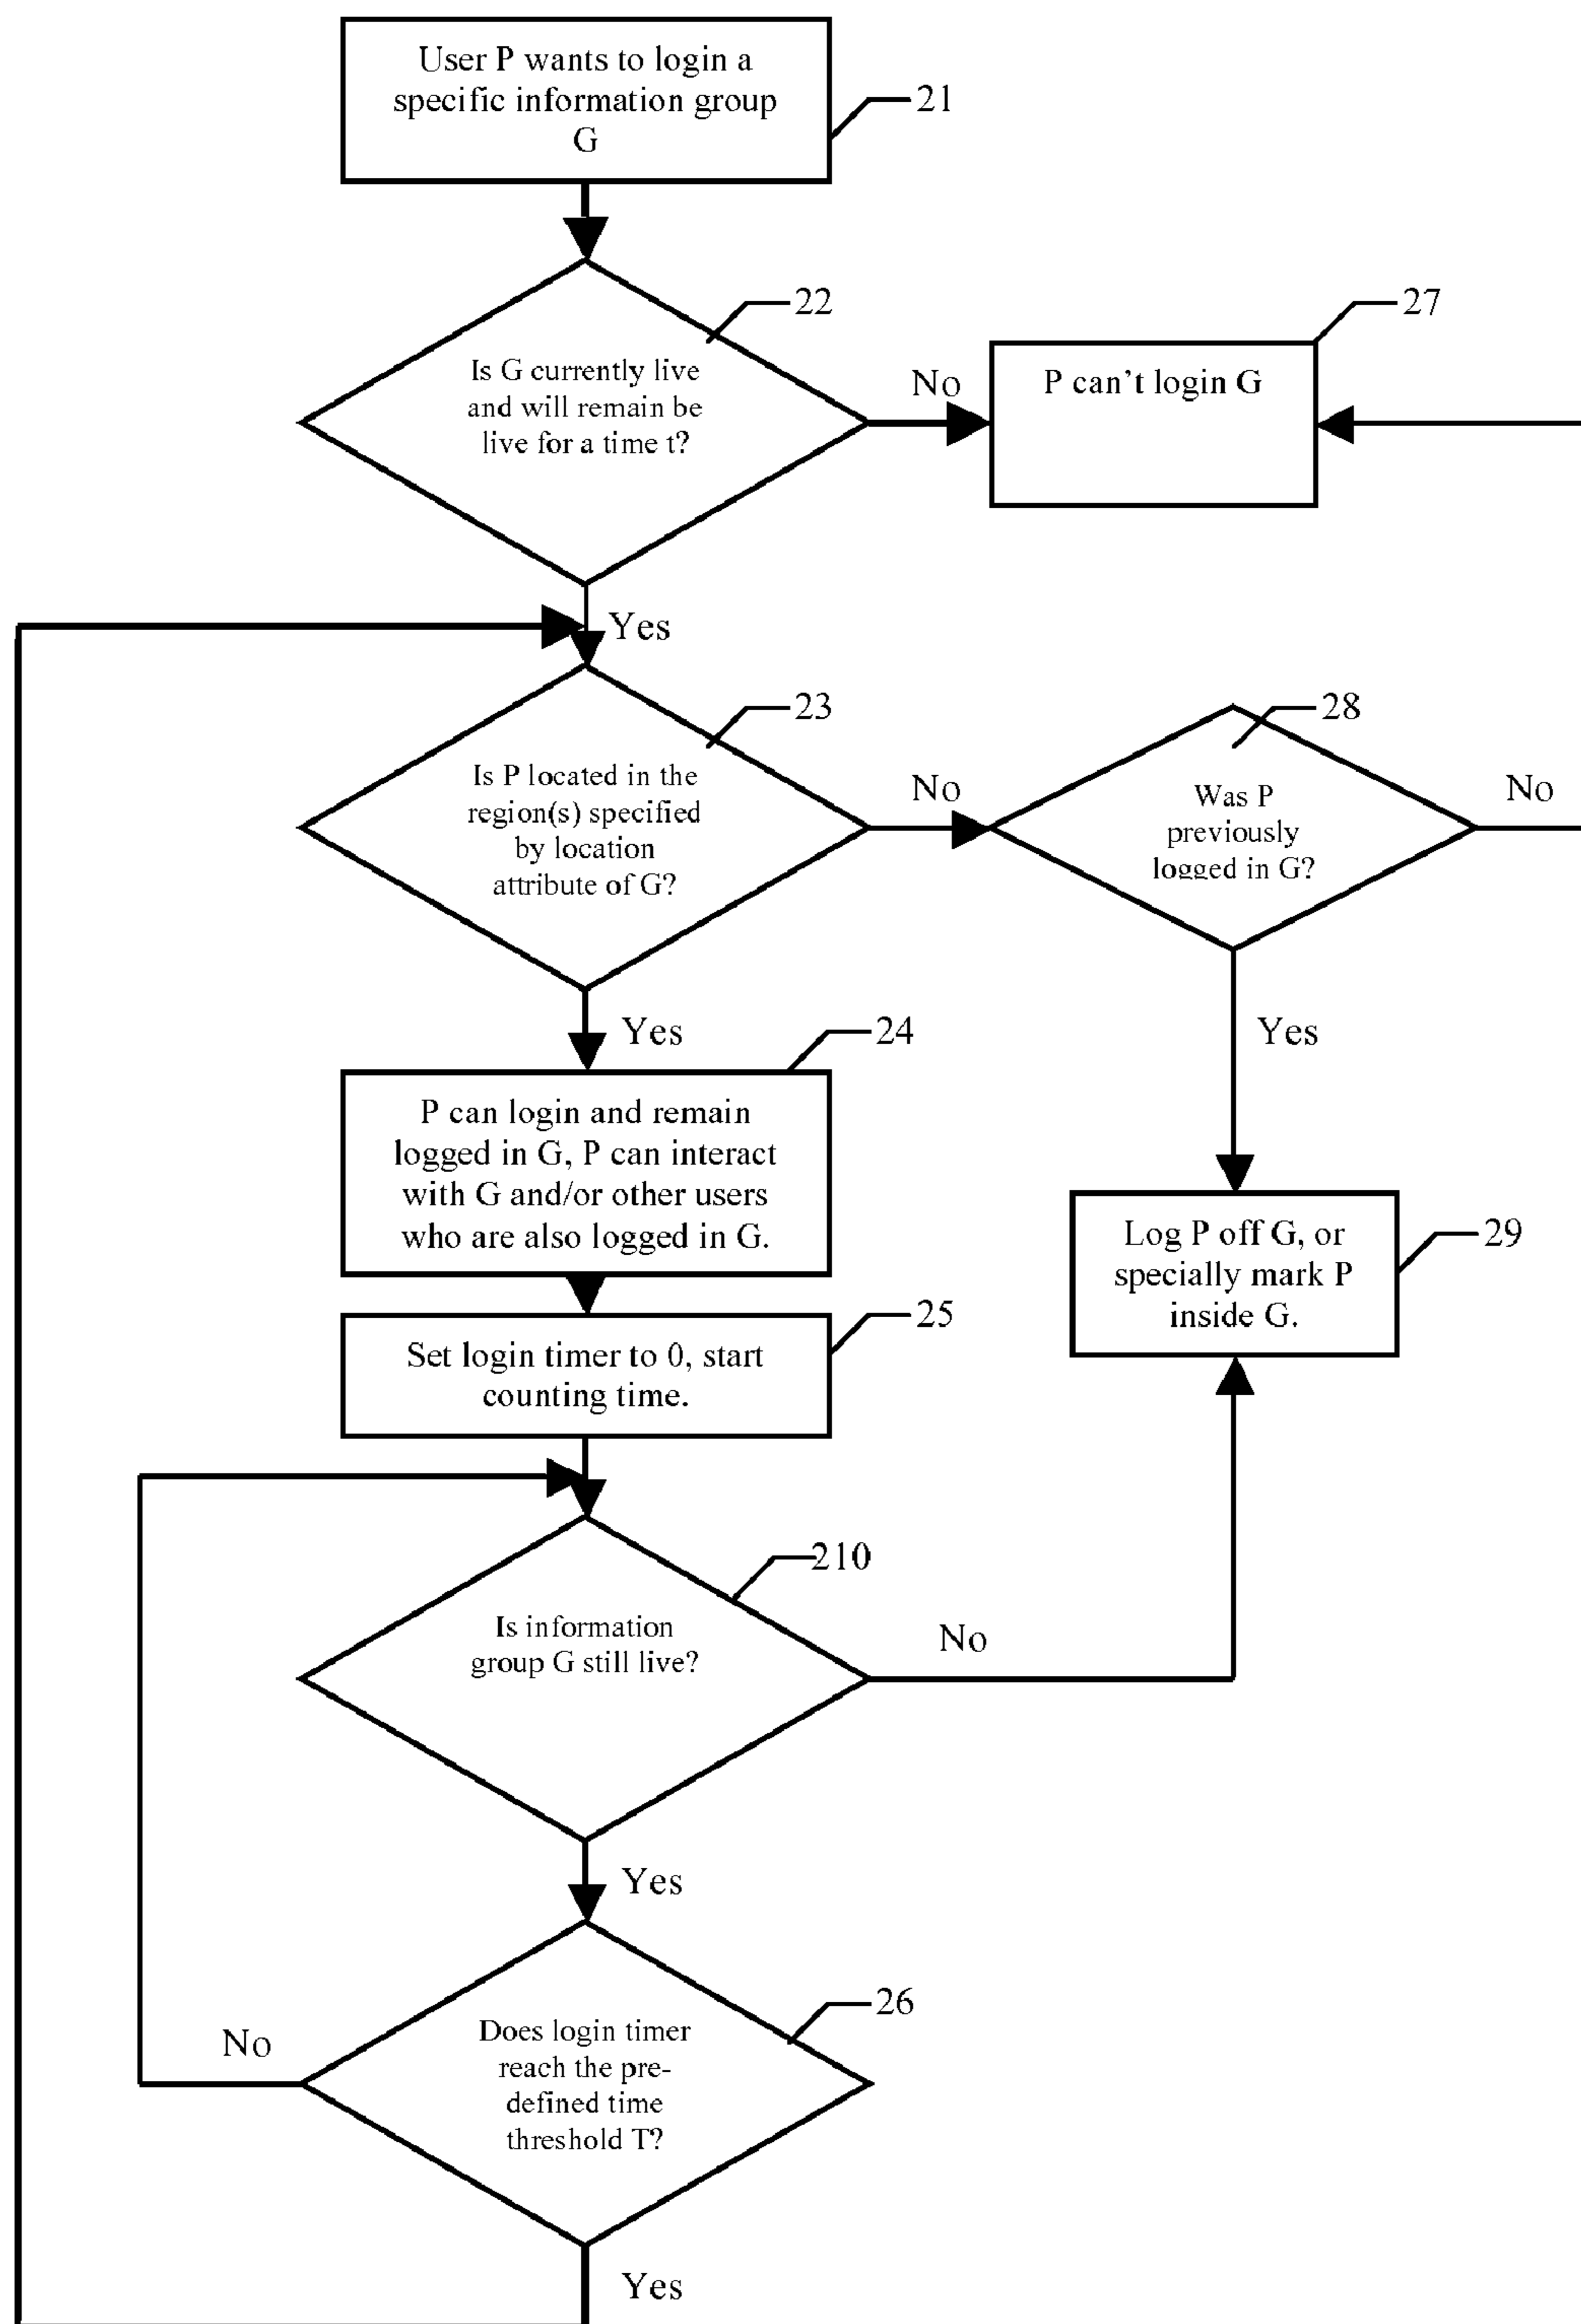 User P wants to login a
specific information group
G
21
22
Is G currently live
and will remain be
live for a time t?
No
27
P can't login G
Yes
23
Is P located in the
region(s) specified
by location
attribute of G?
No
28
Was P
previously
logged in G?
No
Yes
24
P can login and remain
logged in G, P can interact
with G and/or other users
who are also logged in G.
Yes
29
Log P off G, or
specially mark P
inside G.
25
Set login timer to 0, start
counting time.
210
Is information
group G still live?
No
Yes
26
Does login timer
reach the pre-
defined time
threshold T?
No
Yes